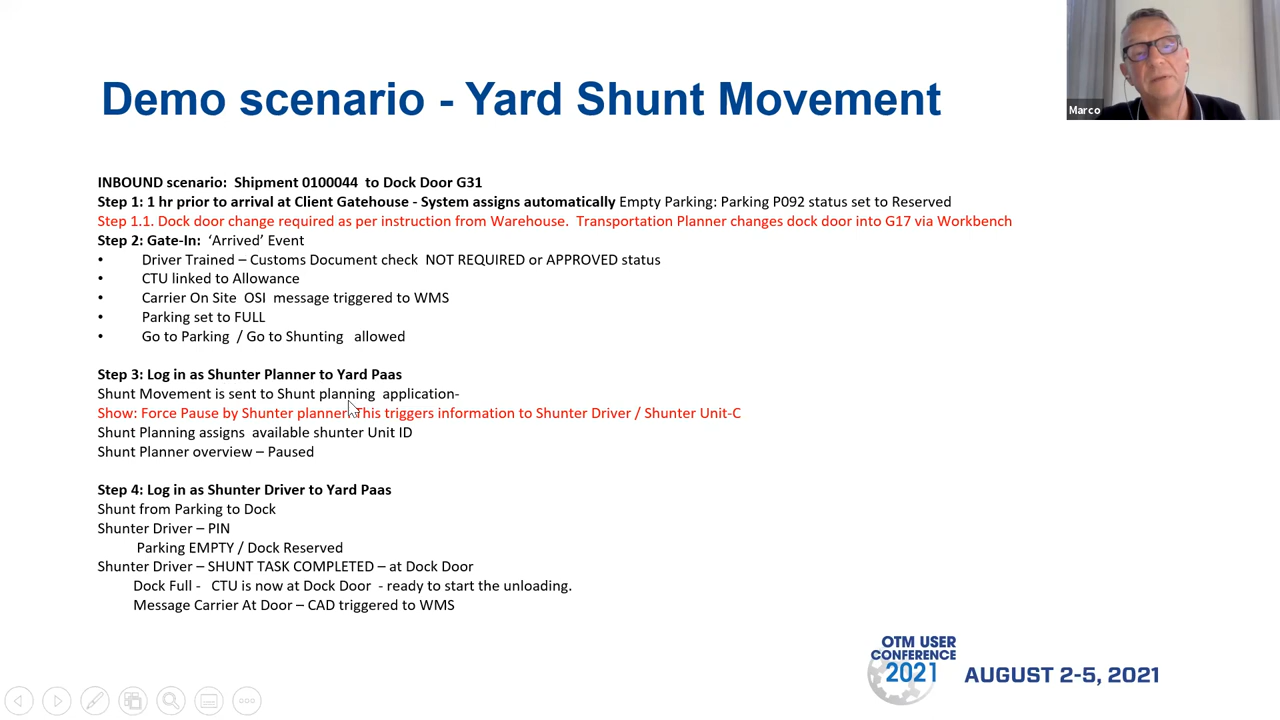 Demo scenario - Yard Shunt Movement
Marco
INBOUND scenario:  Shipment 0100044  to Dock Door G31
Step 1: 1 hr prior to arrival at Client Gatehouse - System assigns automatically Empty Parking: Parking P092 status set to Reserved
Step 1.1. Dock door change required as per instruction from Warehouse.  Transportation Planner changes dock door into G17 via Workbench
Step 2: Gate-In:  ‘Arrived’ Event
• Driver Trained – Customs Document check  NOT REQUIRED or APPROVED status
• CTU linked to Allowance
• Carrier On Site  OSI  message triggered to WMS
• Parking set to FULL
• Go to Parking  / Go to Shunting   allowed
Step 3: Log in as Shunter Planner to Yard Paas
Shunt Movement is sent to Shunt planning  application-
Show: Force Pause by Shunter planner. This triggers information to Shunter Driver / Shunter Unit-C
Shunt Planning assigns  available shunter Unit ID
Shunt Planner overview – Paused
Step 4: Log in as Shunter Driver to Yard Paas
Shunt from Parking to Dock
Shunter Driver – PIN
Parking EMPTY / Dock Reserved
Shunter Driver – SHUNT TASK COMPLETED – at Dock Door
Dock Full -   CTU is now at Dock Door  - ready to start the unloading.
Message Carrier At Door – CAD triggered to WMS
OTM USER
CONFERENCE
2021
AUGUST 2-5, 2021